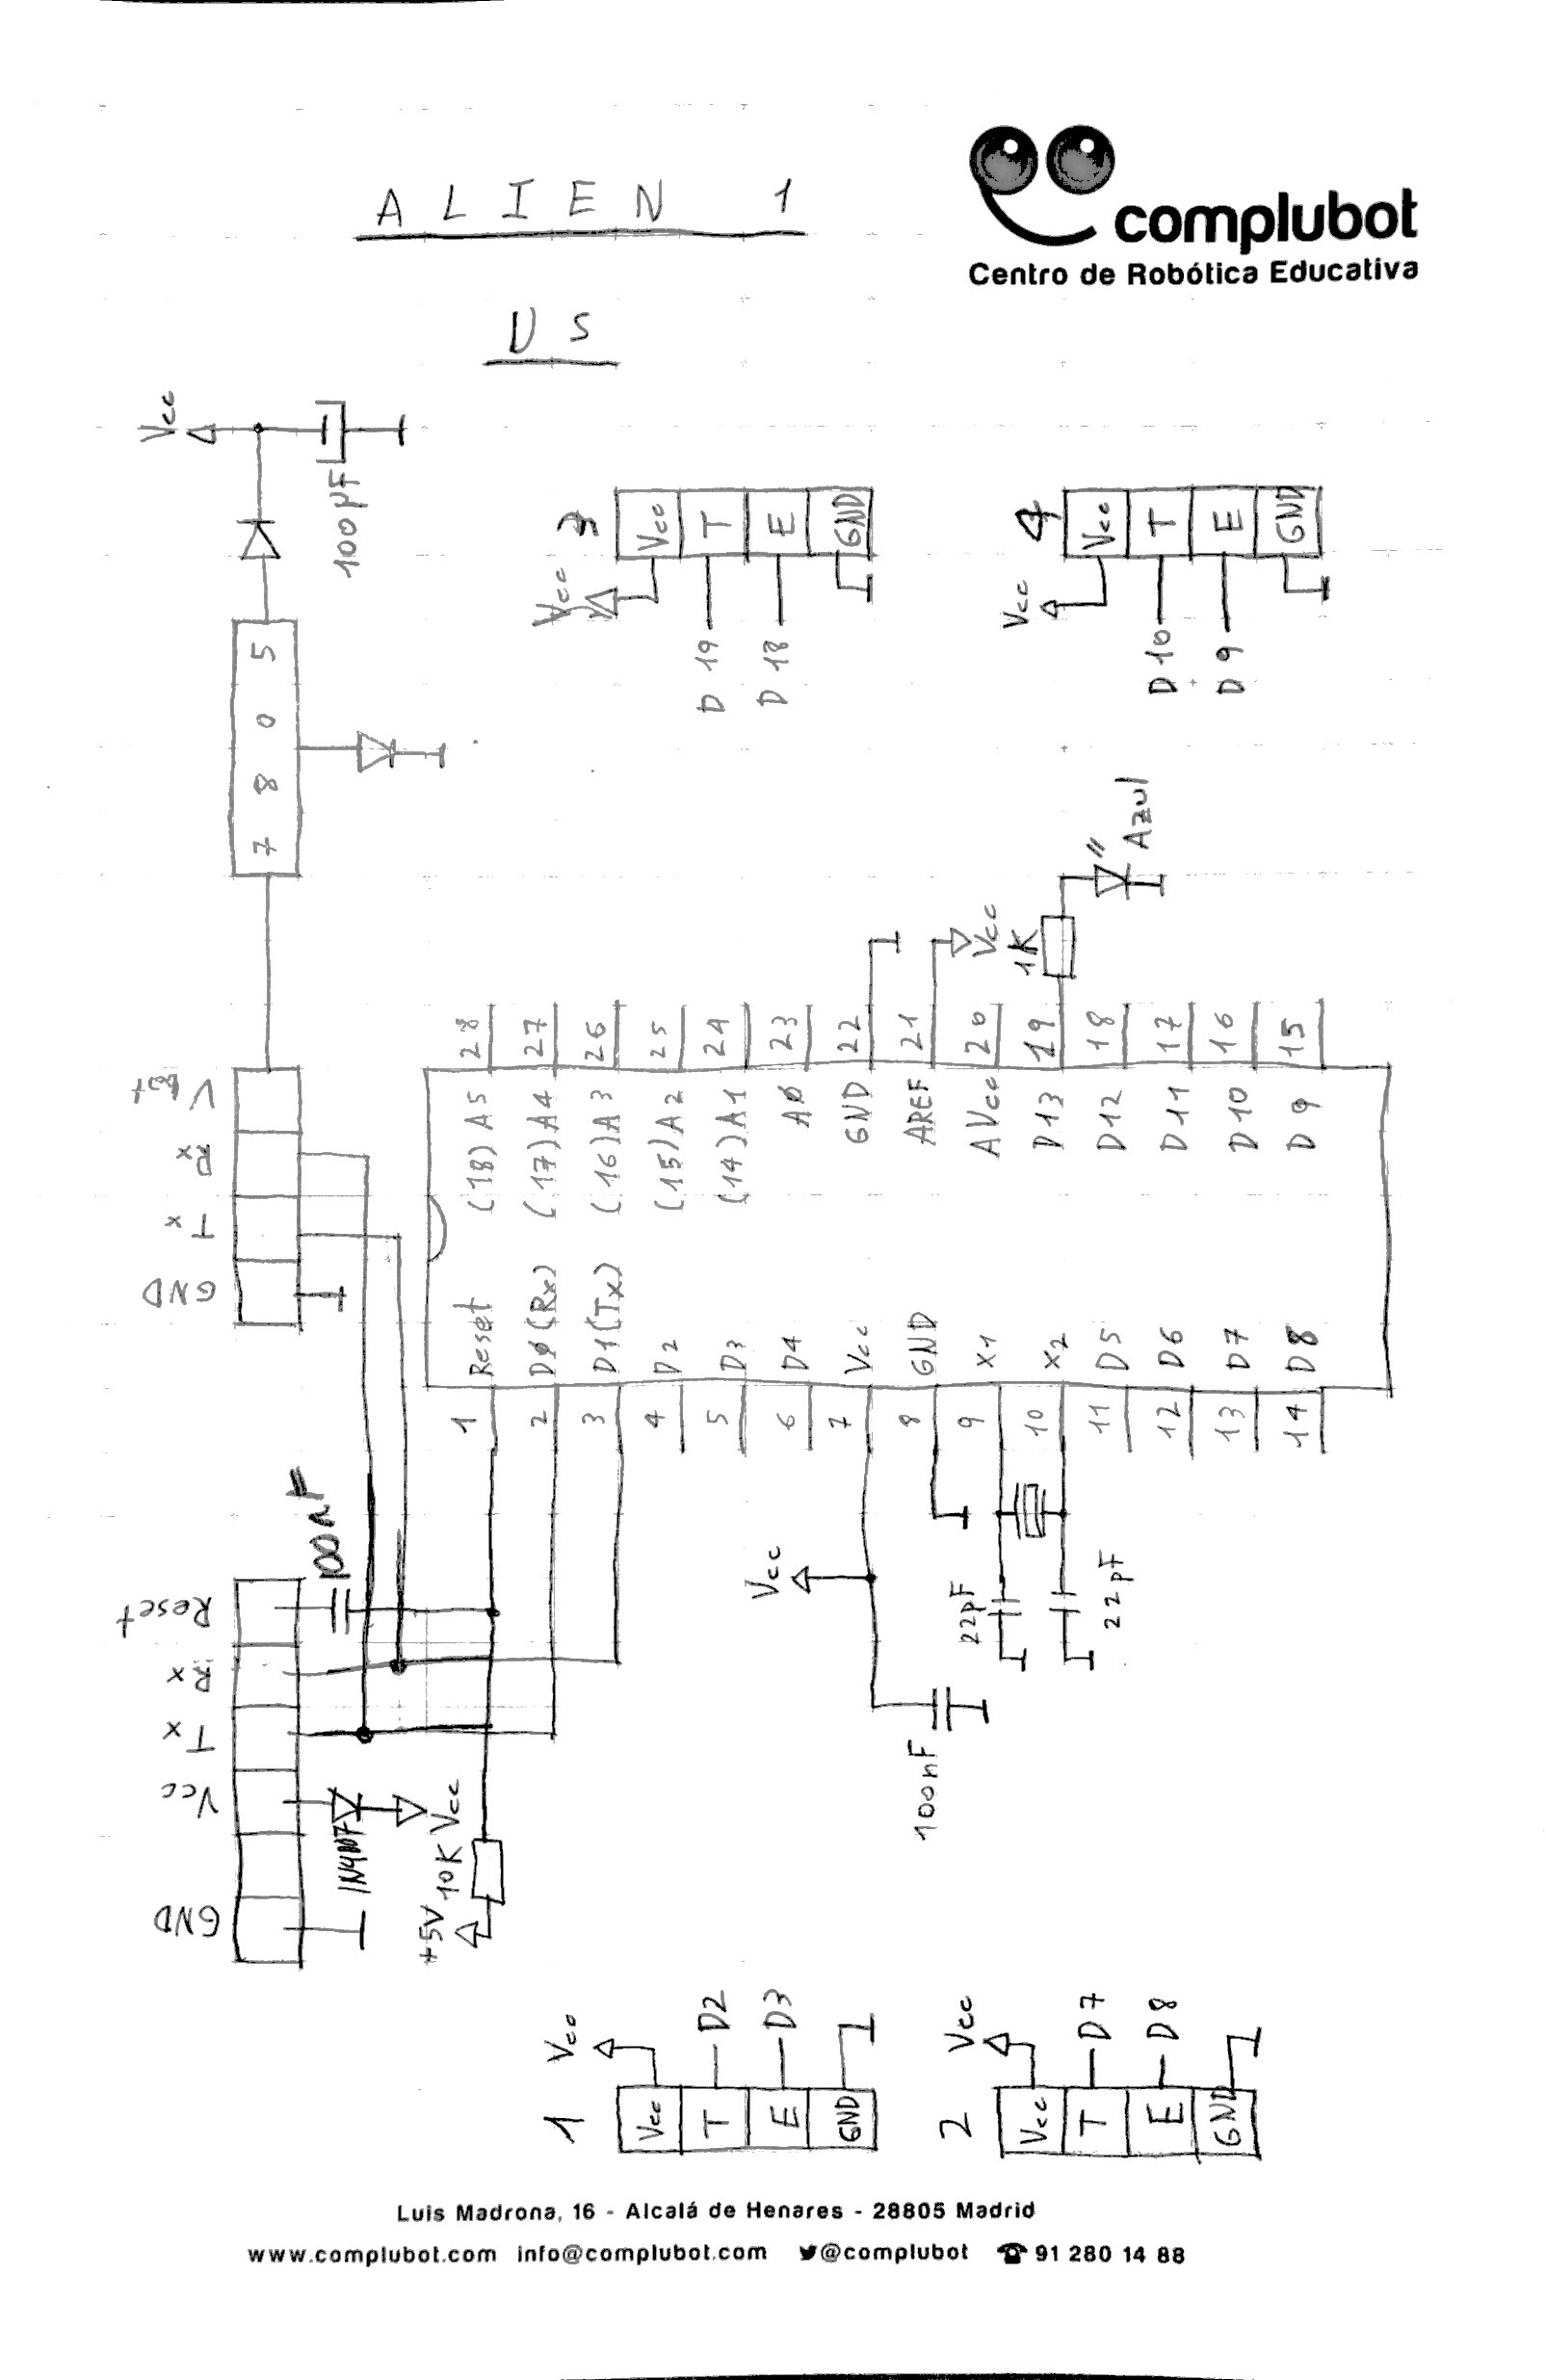 ALIEN 1
complubot
Centro de Robótica Educativa
US
Vcc
100µF
7805
3
Vcc
Vcc T E GND
D19
D18
4
Vcc
Vcc T E GND
D10
D9
Azul
1K
Vcc
V bat
Rx
Tx
GND
28 27 26 25 24 23 22 21 20 19 18 17 16 15
(18)A5
(17)A4
(16)A3
(15)A2
(14)A1
AØ
GND
AREF
AVcc
D13
D12
D11
D10
D9
Reset
DØ(Rx)
D1(Tx)
D2
D3
D4
Vcc
GND
X1
X2
D5
D6
D7
D8
1 2 3 4 5 6 7 8 9 10 11 12 13 14
100nF
Reset
Rx
Tx
Vcc
GND
1N4007
Vcc
10K
+5V
Vcc
100nF
22pF
22pF
1
Vcc
D2
D3
Vcc T E GND
2
Vcc
D7
D8
Vcc T E GND
Luis Madrona, 16 - Alcalá de Henares - 28805 Madrid
www.complubot.com info@complubot.com @complubot 91 280 14 88